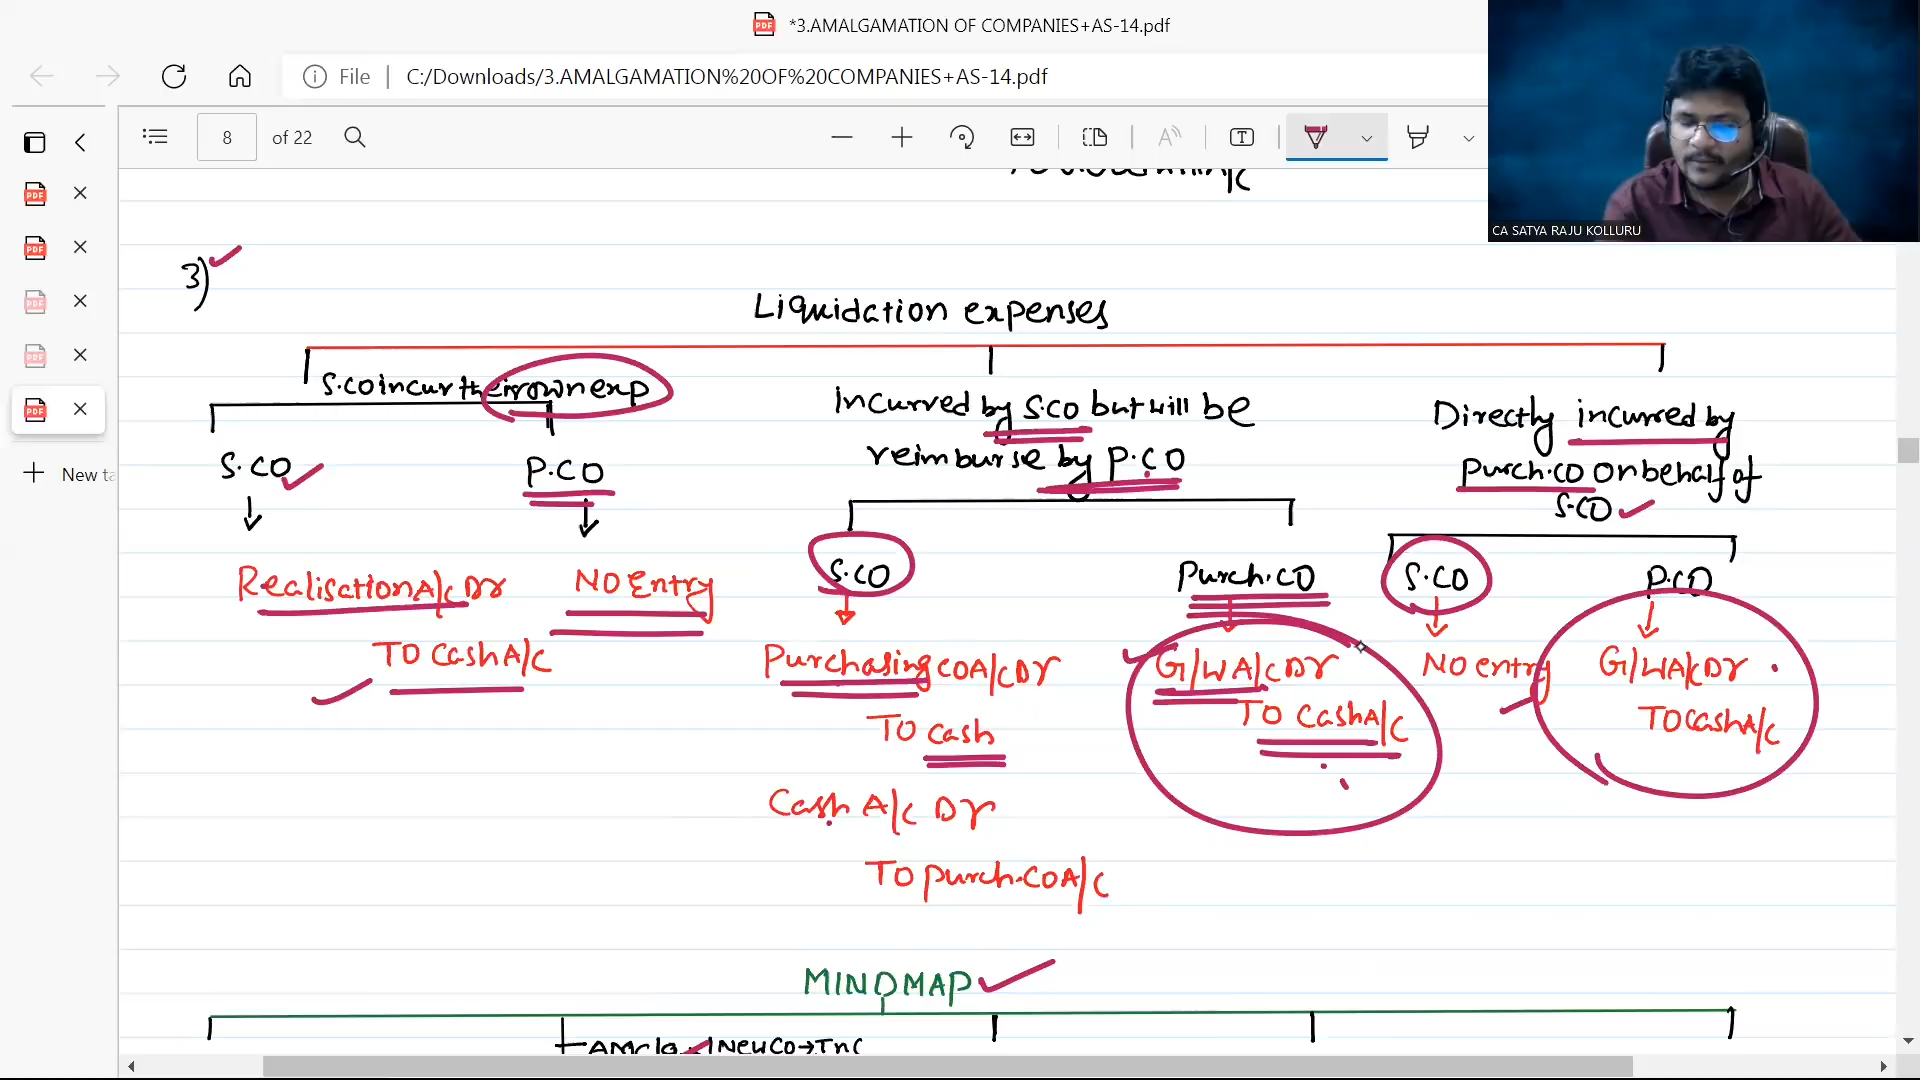 *3.AMALGAMATION OF COMPANIES+AS-14.pdf
File
C:/Downloads/3.AMALGAMATION%20OF%20COMPANIES+AS-14.pdf
8 of 22
CA SATYA RAJU KOLLURU
New ta
3)
Liquidation expenses
S.CO incur their own exp
S.CO
P.CO
Realisation A/C Dr
TO Cash A/C
NO Entry
Incurred by S.CO but will be
reimburse by P.CO
S.CO
Purchasing CO A/C Dr
TO Cash
Cash A/C Dr
TO purch.CO A/C
Purch.CO
G/W A/C Dr
TO Cash A/C
Directly incurred by
Purch.CO on behalf of
S.CO
S.CO
NO entry
P.CO
G/W A/C Dr
TO Cash A/C
MINDMAP